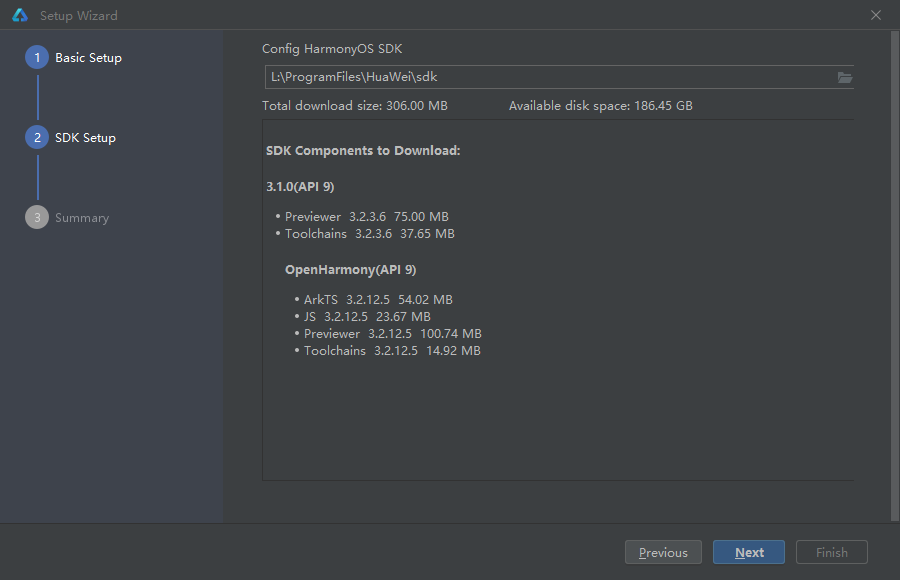 Setup Wizard
1 Basic Setup
2 SDK Setup
3 Summary
Config HarmonyOS SDK
L:\ProgramFiles\HuaWei\sdk
Total download size: 306.00 MB Available disk space: 186.45 GB
SDK Components to Download:
3.1.0(API 9)
• Previewer 3.2.3.6 75.00 MB
• Toolchains 3.2.3.6 37.65 MB
OpenHarmony(API 9)
• ArkTS 3.2.12.5 54.02 MB
• JS 3.2.12.5 23.67 MB
• Previewer 3.2.12.5 100.74 MB
• Toolchains 3.2.12.5 14.92 MB
Previous Next Finish